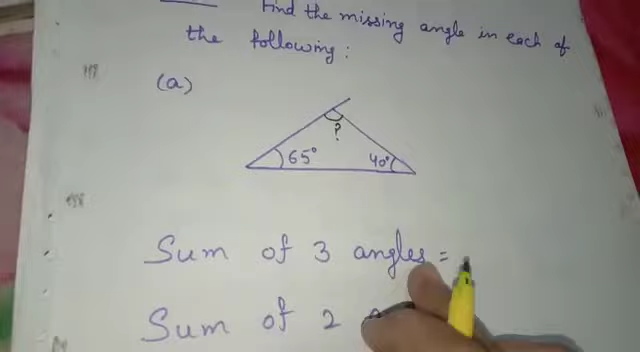 Find the missing angle in each of
the following:
(a)
?
65° 40°
Sum of 3 angles =
Sum of 2